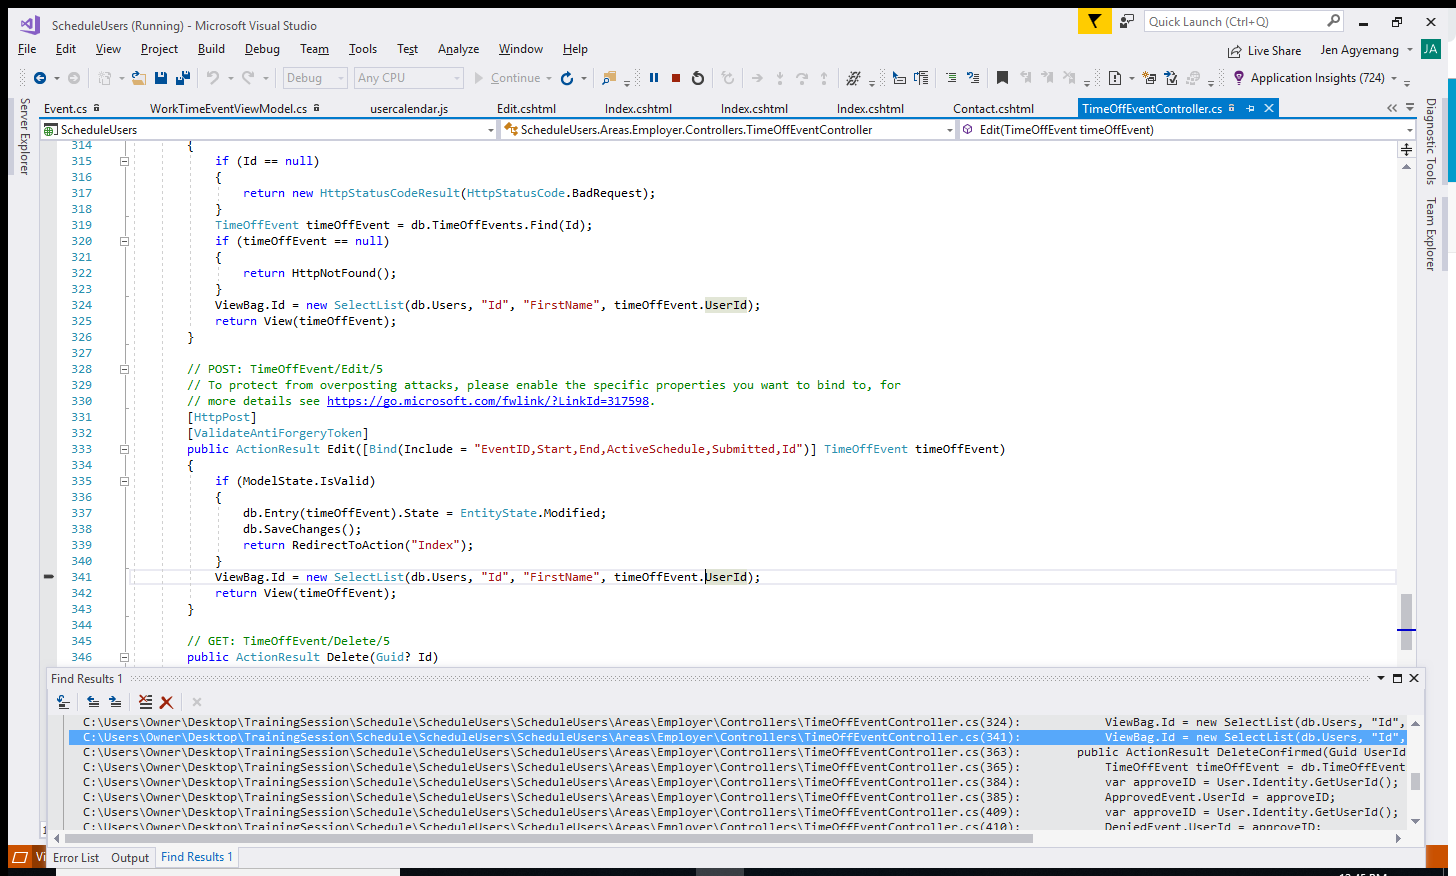 ScheduleUsers (Running) - Microsoft Visual Studio
Quick Launch (Ctrl+Q)
File Edit View Project Build Debug Team Tools Test Analyze Window Help
Live Share Jen Agyemang JA
Debug Any CPU Continue Application Insights (724)
Event.cs WorkTimeEventViewModel.cs usercalendar.js Edit.cshtml Index.cshtml Index.cshtml Index.cshtml Contact.cshtml TimeOffEventController.cs
ScheduleUsers ScheduleUsers.Areas.Employer.Controllers.TimeOffEventController Edit(TimeOffEvent timeOffEvent)
Server Explorer
Diagnostic Tools
Team Explorer
314 {
315 if (Id == null)
316 {
317 return new HttpStatusCodeResult(HttpStatusCode.BadRequest);
318 }
319 TimeOffEvent timeOffEvent = db.TimeOffEvents.Find(Id);
320 if (timeOffEvent == null)
321 {
322 return HttpNotFound();
323 }
324 ViewBag.Id = new SelectList(db.Users, "Id", "FirstName", timeOffEvent.UserId);
325 return View(timeOffEvent);
326 }
327
328 // POST: TimeOffEvent/Edit/5
329 // To protect from overposting attacks, please enable the specific properties you want to bind to, for
330 // more details see https://go.microsoft.com/fwlink/?LinkId=317598.
331 [HttpPost]
332 [ValidateAntiForgeryToken]
333 public ActionResult Edit([Bind(Include = "EventID,Start,End,ActiveSchedule,Submitted,Id")] TimeOffEvent timeOffEvent)
334 {
335 if (ModelState.IsValid)
336 {
337 db.Entry(timeOffEvent).State = EntityState.Modified;
338 db.SaveChanges();
339 return RedirectToAction("Index");
340 }
341 ViewBag.Id = new SelectList(db.Users, "Id", "FirstName", timeOffEvent.UserId);
342 return View(timeOffEvent);
343 }
344
345 // GET: TimeOffEvent/Delete/5
346 public ActionResult Delete(Guid? Id)
Find Results 1
C:\Users\Owner\Desktop\TrainingSession\Schedule\ScheduleUsers\ScheduleUsers\Areas\Employer\Controllers\TimeOffEventController.cs(324): ViewBag.Id = new SelectList(db.Users, "Id",
C:\Users\Owner\Desktop\TrainingSession\Schedule\ScheduleUsers\ScheduleUsers\Areas\Employer\Controllers\TimeOffEventController.cs(341): ViewBag.Id = new SelectList(db.Users, "Id",
C:\Users\Owner\Desktop\TrainingSession\Schedule\ScheduleUsers\ScheduleUsers\Areas\Employer\Controllers\TimeOffEventController.cs(363): public ActionResult DeleteConfirmed(Guid UserId
C:\Users\Owner\Desktop\TrainingSession\Schedule\ScheduleUsers\ScheduleUsers\Areas\Employer\Controllers\TimeOffEventController.cs(365): TimeOffEvent timeOffEvent = db.TimeOffEvent
C:\Users\Owner\Desktop\TrainingSession\Schedule\ScheduleUsers\ScheduleUsers\Areas\Employer\Controllers\TimeOffEventController.cs(384): var approveID = User.Identity.GetUserId();
C:\Users\Owner\Desktop\TrainingSession\Schedule\ScheduleUsers\ScheduleUsers\Areas\Employer\Controllers\TimeOffEventController.cs(385): ApprovedEvent.UserId = approveID;
C:\Users\Owner\Desktop\TrainingSession\Schedule\ScheduleUsers\ScheduleUsers\Areas\Employer\Controllers\TimeOffEventController.cs(409): var approveID = User.Identity.GetUserId();
C:\Users\Owner\Desktop\TrainingSession\Schedule\ScheduleUsers\ScheduleUsers\Areas\Employer\Controllers\TimeOffEventController.cs(410): DeniedEvent.UserId = approveID;
Error List Output Find Results 1